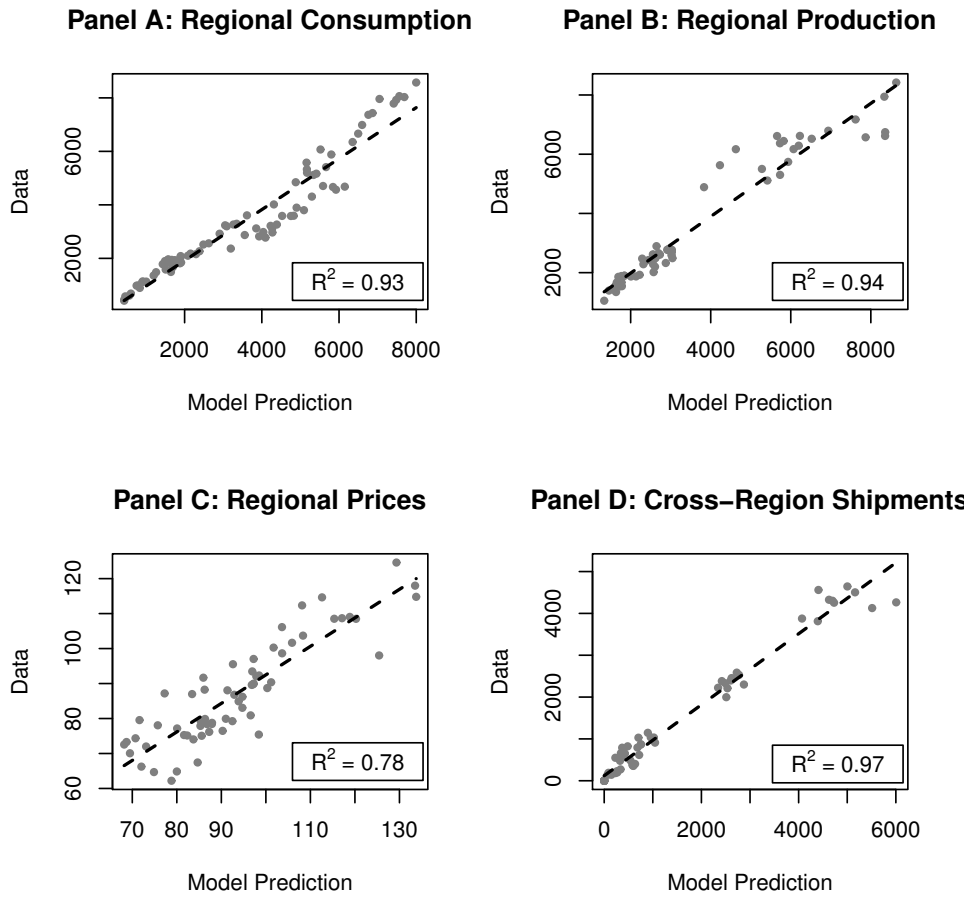 Panel A: Regional Consumption
Data
2000
6000
2000 4000 6000 8000
R² = 0.93
Model Prediction
Panel B: Regional Production
Data
2000
6000
2000 4000 6000 8000
R² = 0.94
Model Prediction
Panel C: Regional Prices
Data
60 80 100 120
70 80 90 110 130
R² = 0.78
Model Prediction
Panel D: Cross−Region Shipments
Data
0 2000 4000
0 2000 4000 6000
R² = 0.97
Model Prediction